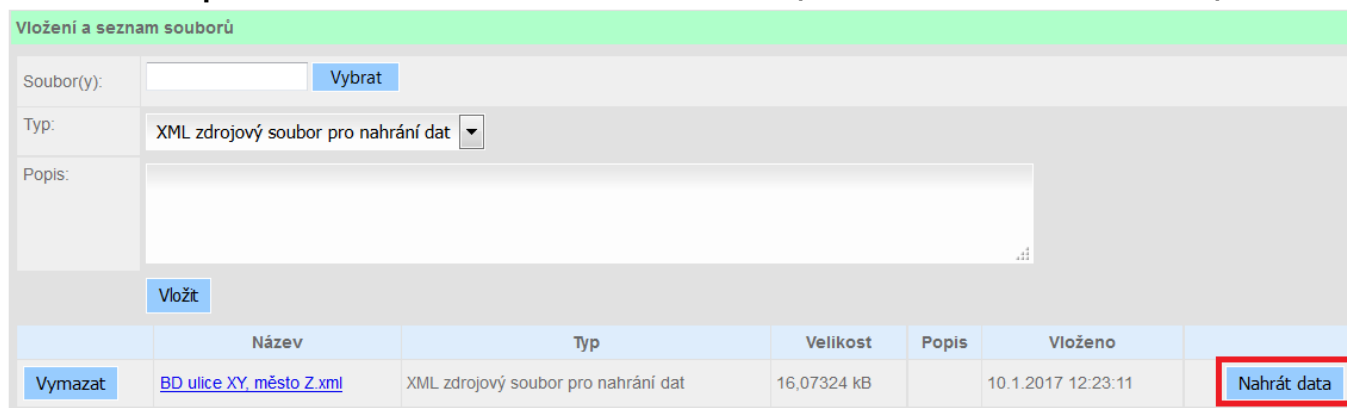 Vložení a seznam souborů
Soubor(y): Vybrat
Typ: XML zdrojový soubor pro nahrání dat
Popis:
Vložit
Název Typ Velikost Popis Vloženo
Vymazat BD ulice XY, město Z.xml XML zdrojový soubor pro nahrání dat 16,07324 kB 10.1.2017 12:23:11 Nahrát data